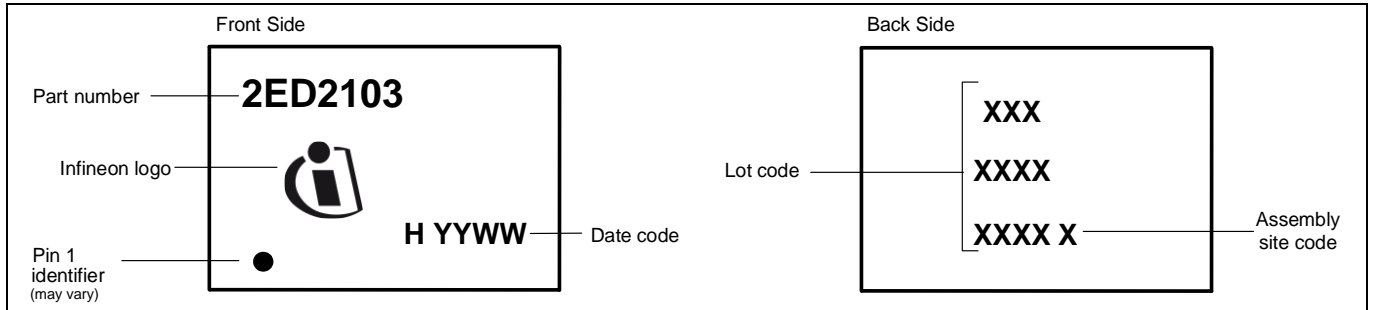 Front Side
Part number
2ED2103
Infineon logo
H YYWW
Date code
Pin 1
identifier
(may vary)
Back Side
Lot code
XXX
XXXX
XXXX X
Assembly
site code